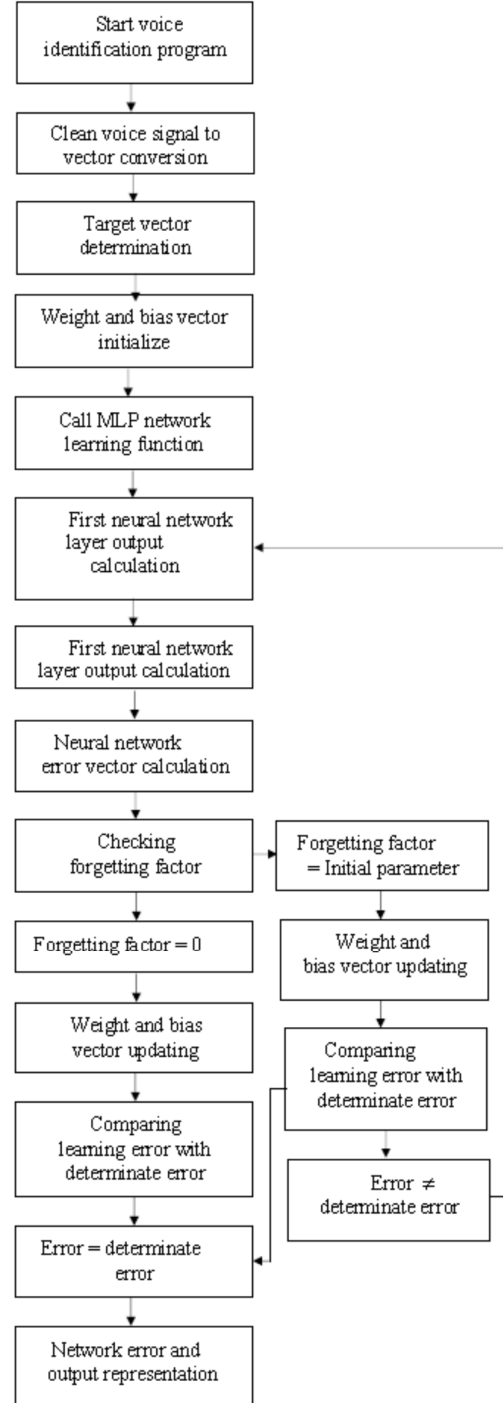 Start voice
identification program
Clean voice signal to
vector conversion
Target vector
determination
Weight and bias vector
initialize
Call MLP network
learning function
First neural network
layer output
calculation
First neural network
layer output calculation
Neural network
error vector calculation
Checking
forgetting factor
Forgetting factor
= Initial parameter
Forgetting factor = 0
Weight and
bias vector updating
Weight and bias
vector updating
Comparing
learning error with
determinate error
Comparing
learning error with
determinate error
Error ≠
determinate error
Error = determinate
error
Network error and
output representation